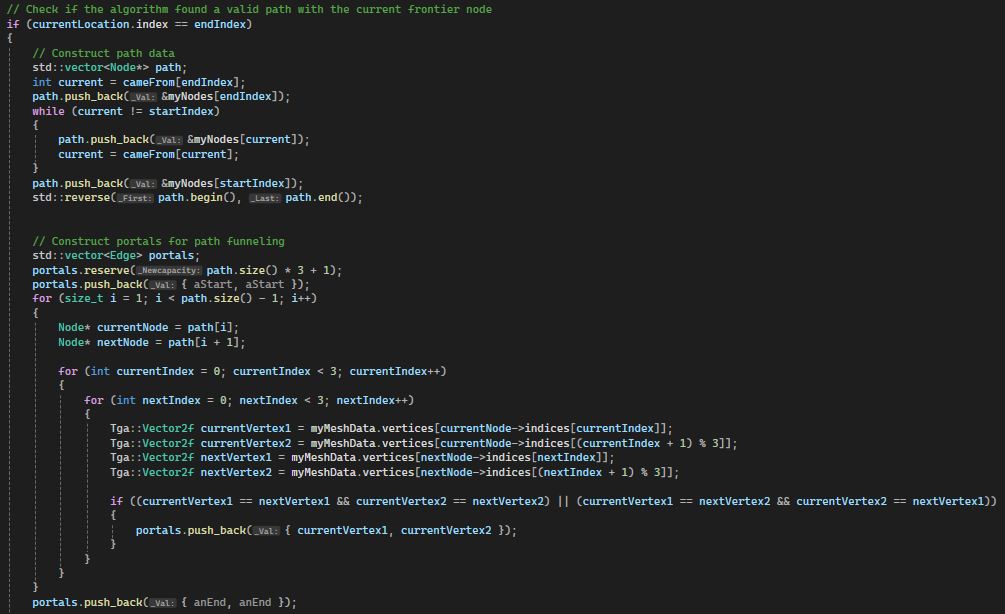 // Check if the algorithm found a valid path with the current frontier node
if (currentLocation.index == endIndex)
{
// Construct path data
std::vector<Node*> path;
int current = cameFrom[endIndex];
path.push_back(_Val: &myNodes[endIndex]);
while (current != startIndex)
{
path.push_back(_Val: &myNodes[current]);
current = cameFrom[current];
}
path.push_back(_Val: &myNodes[startIndex]);
std::reverse(_First: path.begin(), _Last: path.end());
// Construct portals for path funneling
std::vector<Edge> portals;
portals.reserve(_Newcapacity: path.size() * 3 + 1);
portals.push_back(_Val: { aStart, aStart });
for (size_t i = 1; i < path.size() - 1; i++)
{
Node* currentNode = path[i];
Node* nextNode = path[i + 1];
for (int currentIndex = 0; currentIndex < 3; currentIndex++)
{
for (int nextIndex = 0; nextIndex < 3; nextIndex++)
{
Tga::Vector2f currentVertex1 = myMeshData.vertices[currentNode->indices[currentIndex]];
Tga::Vector2f currentVertex2 = myMeshData.vertices[currentNode->indices[(currentIndex + 1) % 3]];
Tga::Vector2f nextVertex1 = myMeshData.vertices[nextNode->indices[nextIndex]];
Tga::Vector2f nextVertex2 = myMeshData.vertices[nextNode->indices[(nextIndex + 1) % 3]];
if ((currentVertex1 == nextVertex1 && currentVertex2 == nextVertex2) || (currentVertex1 == nextVertex2 && currentVertex2 == nextVertex1))
{
portals.push_back(_Val: { currentVertex1, currentVertex2 });
}
}
}
}
portals.push_back(_Val: { anEnd, anEnd });